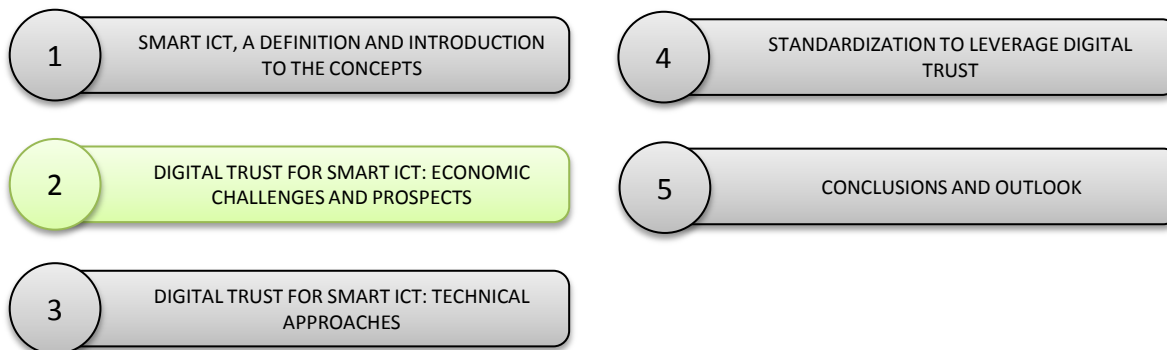 1
SMART ICT, A DEFINITION AND INTRODUCTION
TO THE CONCEPTS
2
DIGITAL TRUST FOR SMART ICT: ECONOMIC
CHALLENGES AND PROSPECTS
3
DIGITAL TRUST FOR SMART ICT: TECHNICAL
APPROACHES
4
STANDARDIZATION TO LEVERAGE DIGITAL
TRUST
5
CONCLUSIONS AND OUTLOOK